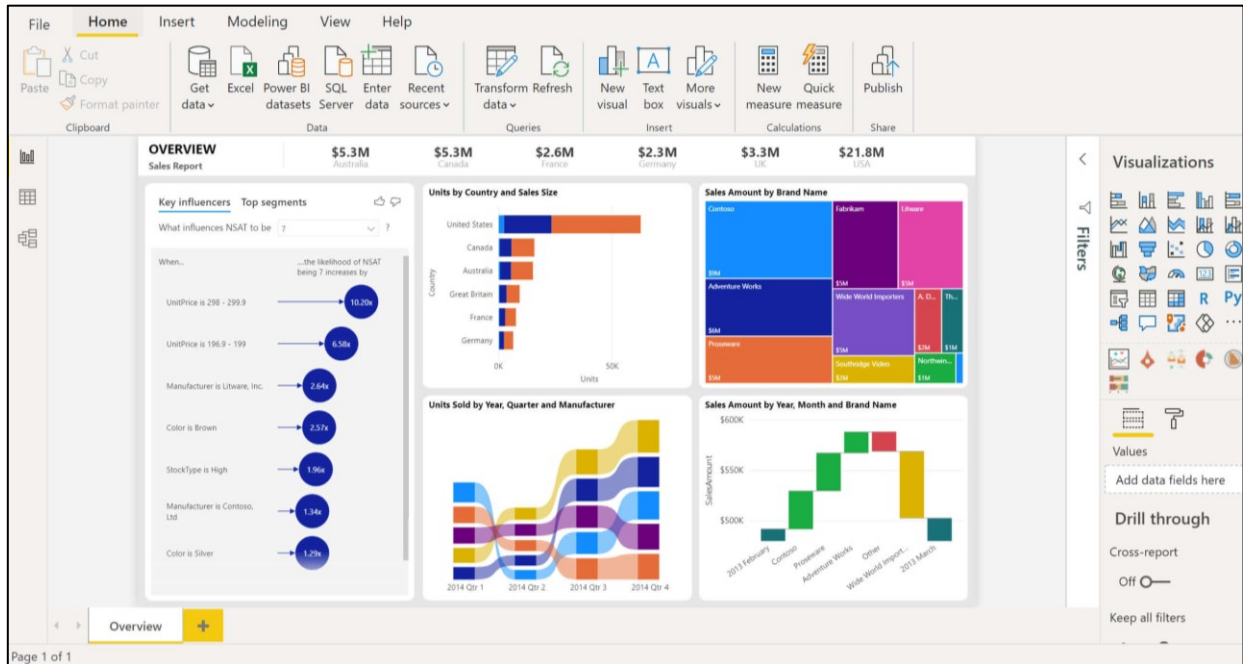 File Home Insert Modeling View Help
Paste
Cut
Copy
Format painter
Clipboard
Get data
Excel
Power BI datasets
SQL Server
Enter data
Recent sources
Data
Transform data
Refresh
Queries
New visual
Text box
More visuals
Insert
New measure
Quick measure
Calculations
Publish
Share
OVERVIEW
Sales Report
$5.3M
Australia
$5.3M
Canada
$2.6M
France
$2.3M
Germany
$3.3M
UK
$21.8M
USA
Key influencers Top segments
What influences NSAT to be 7 ?
When...
....the likelihood of NSAT
being 7 increases by
UnitPrice is 298 - 299.9 10.20x
UnitPrice is 196.9 - 199 6.58x
Manufacturer is Litware, Inc. 2.64x
Color is Brown 2.57x
StockType is High 1.96x
Manufacturer is Contoso,
Ltd
1.34x
Color is Silver 1.29x
Units by Country and Sales Size
Country
United States
Canada
Australia
Great Britain
France
Germany
0K 50K
Units
Sales Amount by Brand Name
Contoso
$9M
Adventure Works
$6M
Proseware
$5M
Fabrikam
$5M
Litware
$5M
Wide World Importers
$5M
A. D...
$2M
Th...
$1M
Southridge Video
$2M
Northwin...
$1M
Units Sold by Year, Quarter and Manufacturer
2014 Qtr 1 2014 Qtr 2 2014 Qtr 3 2014 Qtr 4
Sales Amount by Year, Month and Brand Name
SalesAmount
$600K
$550K
$500K
2013 February
Contoso
Proseware
Adventure Works
Other
Wide World Import...
2013 March
Filters
Visualizations
123
R Py
Values
Add data fields here
Drill through
Cross-report
Off
Keep all filters
Overview
Page 1 of 1